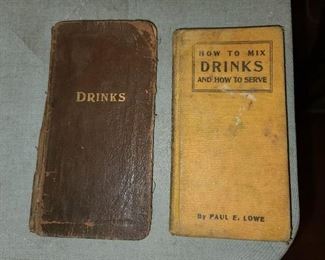 DRINKS
HOW TO MIX
DRINKS
AND HOW TO SERVE
By PAUL E. LOWE